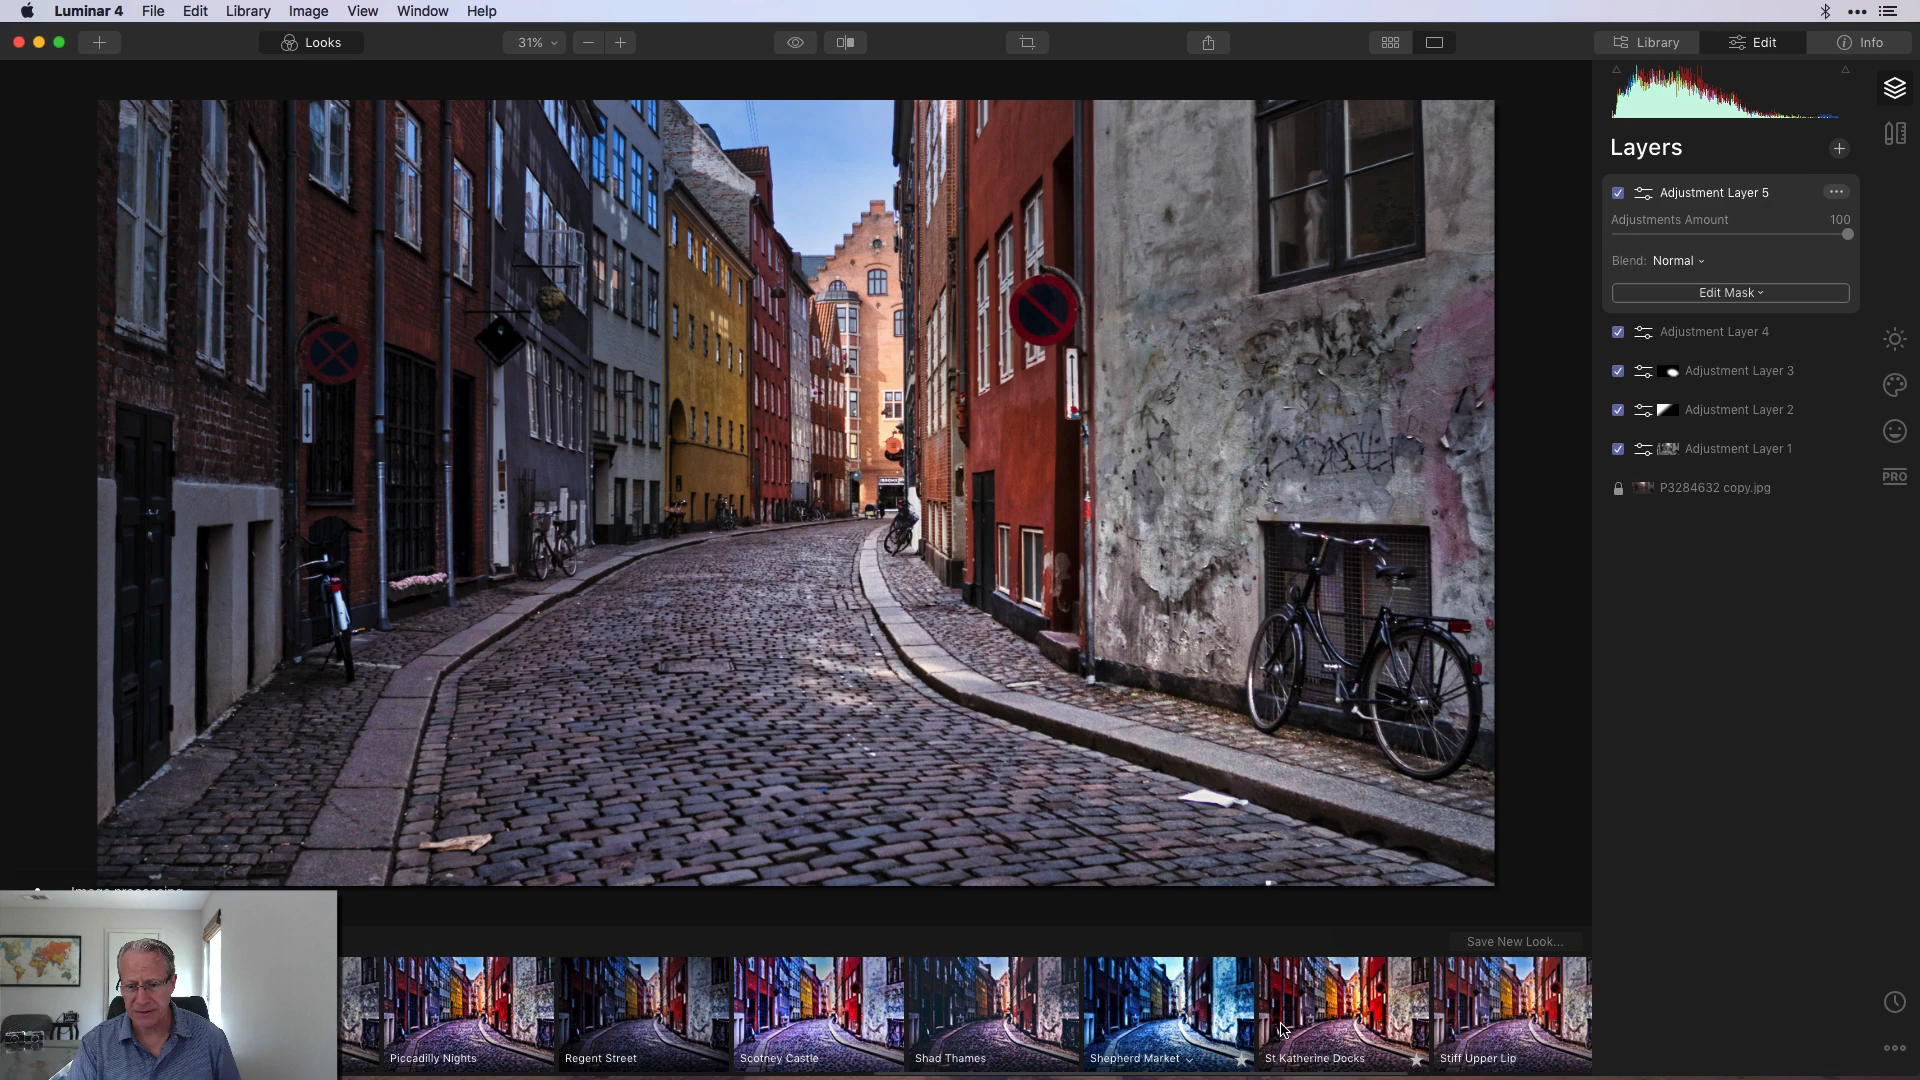 Luminar 4 File Edit Library Image View Window Help
Looks 31% Library Edit Info
Layers
Adjustment Layer 5
Adjustments Amount 100
Blend: Normal
Edit Mask
Adjustment Layer 4
Adjustment Layer 3
Adjustment Layer 2
Adjustment Layer 1
P3284632 copy.jpg
PRO
Image processing
Save New Look...
Piccadilly Nights Regent Street Scotney Castle Shad Thames Shepherd Market St Katherine Docks Stiff Upper Lip